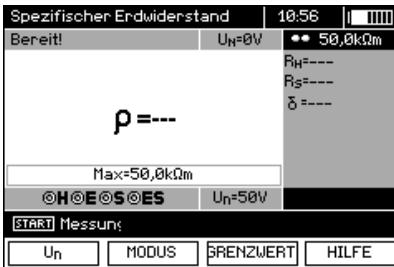 Spezifischer Erdwiderstand 10:56
Bereit! UN=0V 50,0kΩm
RH=---
RS=---
δ=---
ρ=---
Max=50,0kΩm
H E S ES Un=50V
START Messung
Un MODUS GRENZWERT HILFE